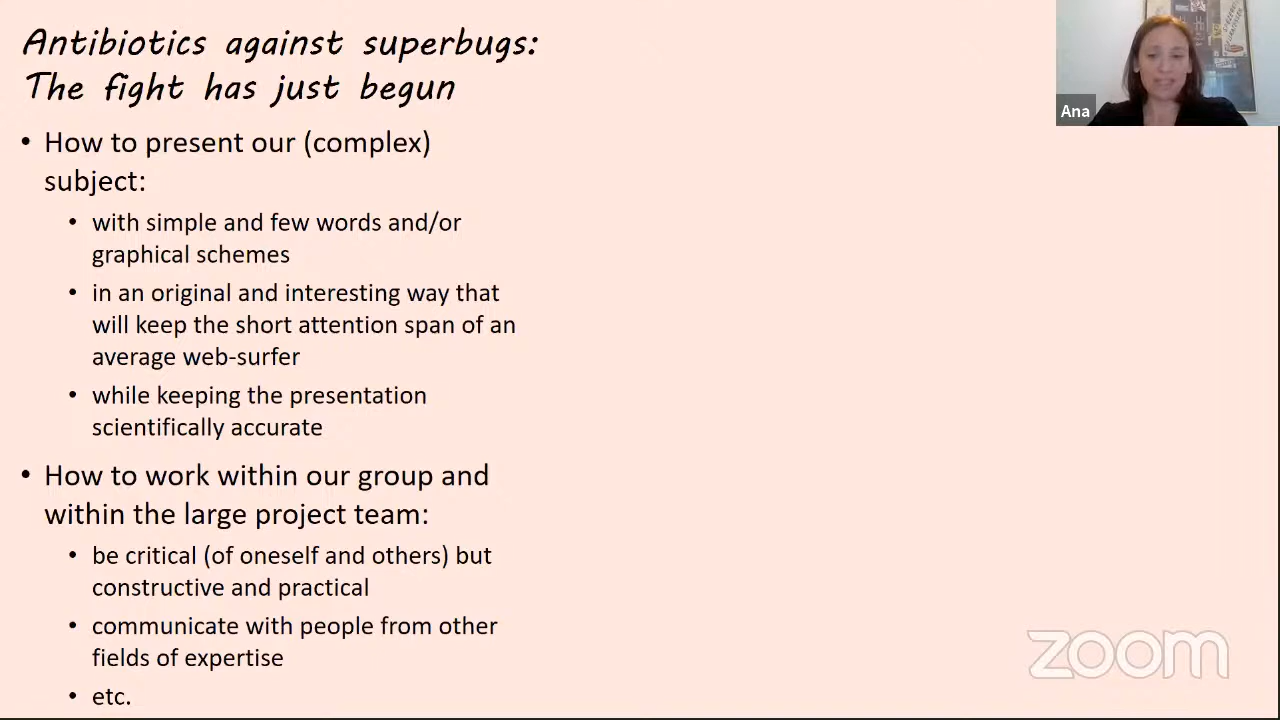 Antibiotics against superbugs:
The fight has just begun
• How to present our (complex)
subject:
• with simple and few words and/or
graphical schemes
• in an original and interesting way that
will keep the short attention span of an
average web-surfer
• while keeping the presentation
scientifically accurate
• How to work within our group and
within the large project team:
• be critical (of oneself and others) but
constructive and practical
• communicate with people from other
fields of expertise
• etc.
Ana
zoom